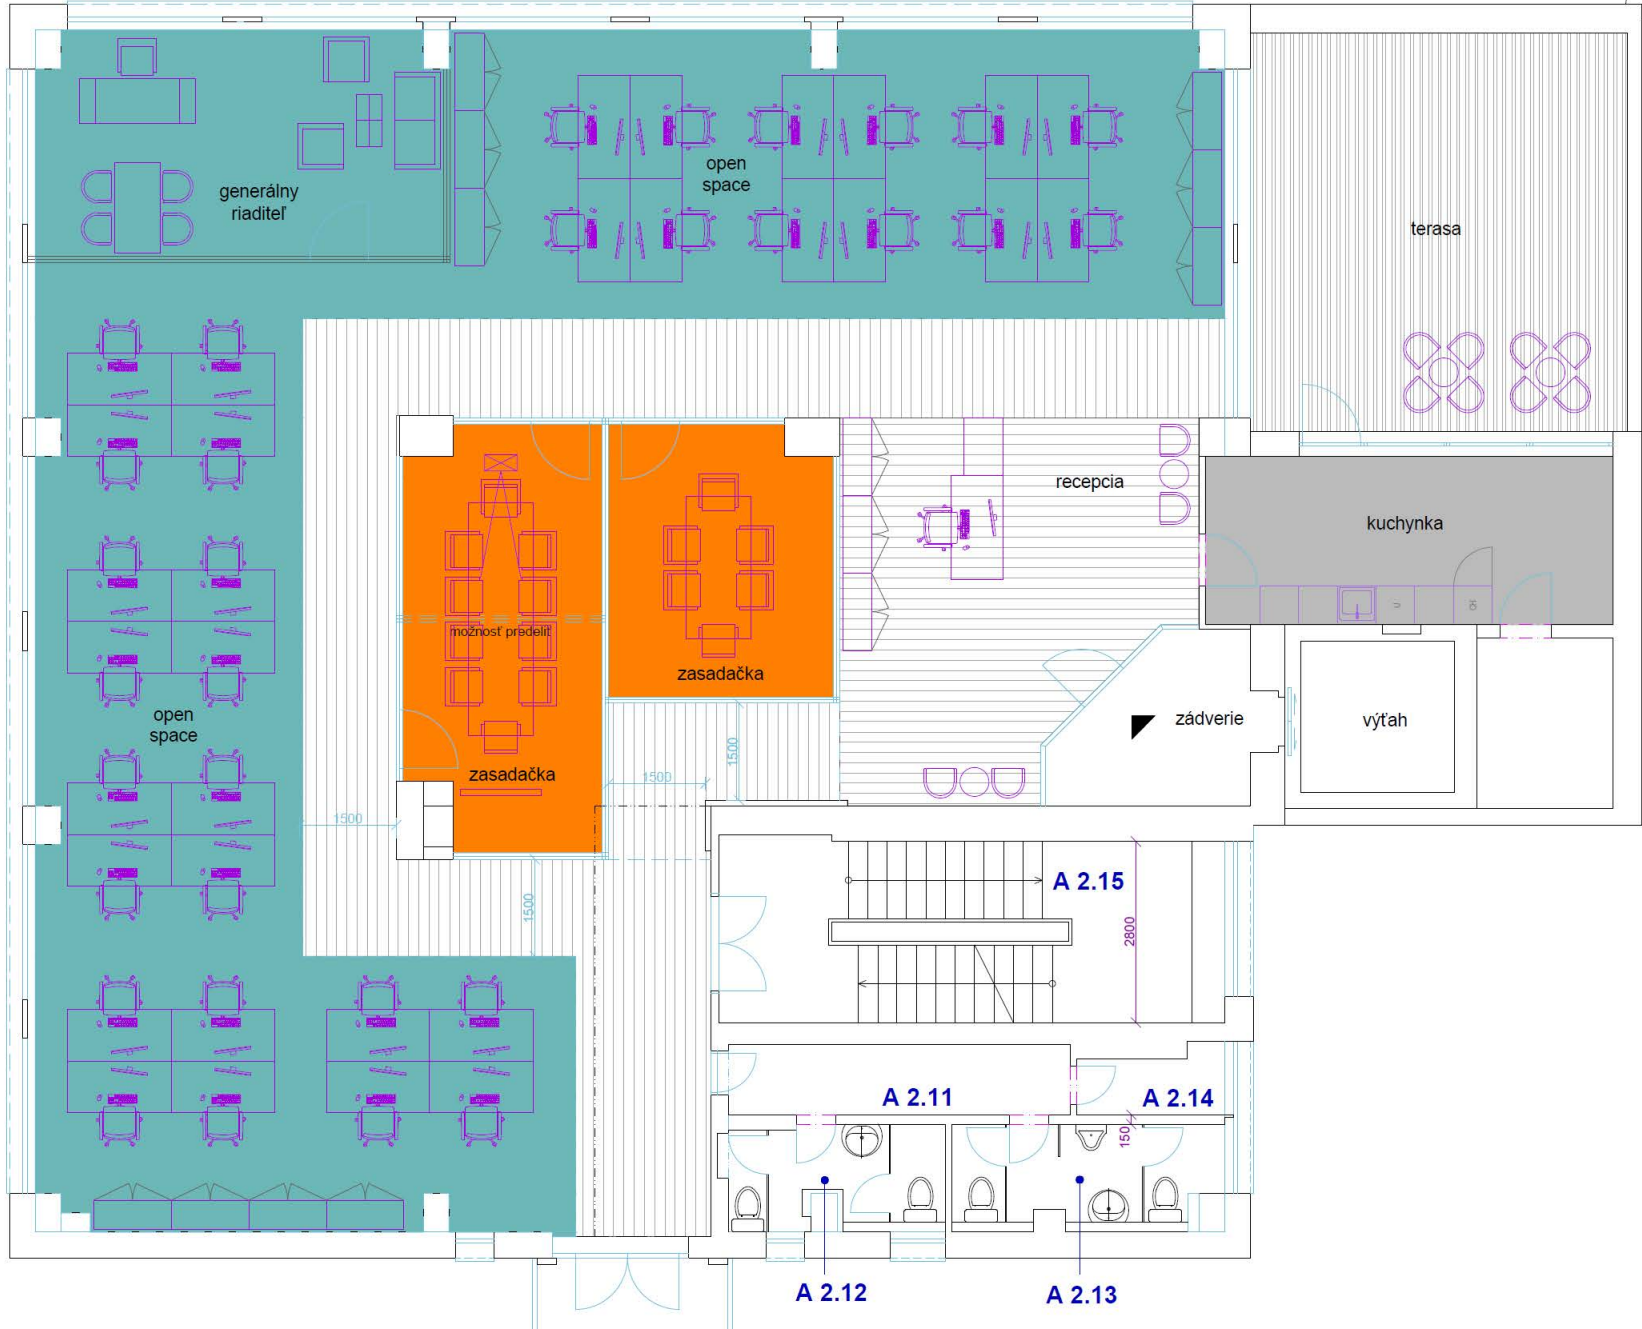 generálny
riaditeľ
open
space
terasa
recepcia
kuchynka
možnosť predeliť
zasadačka
zasadačka
open
space
zádverie
výťah
1500
1500
1500
1500
A 2.15
2800
A 2.11
A 2.14
150
A 2.12
A 2.13